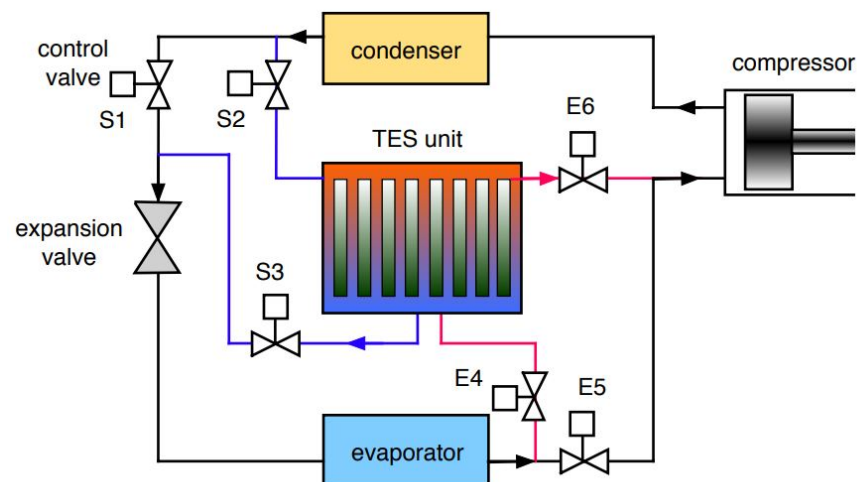 condenser
control
valve
compressor
S1
S2
E6
TES unit
expansion
valve
S3
E4
E5
evaporator